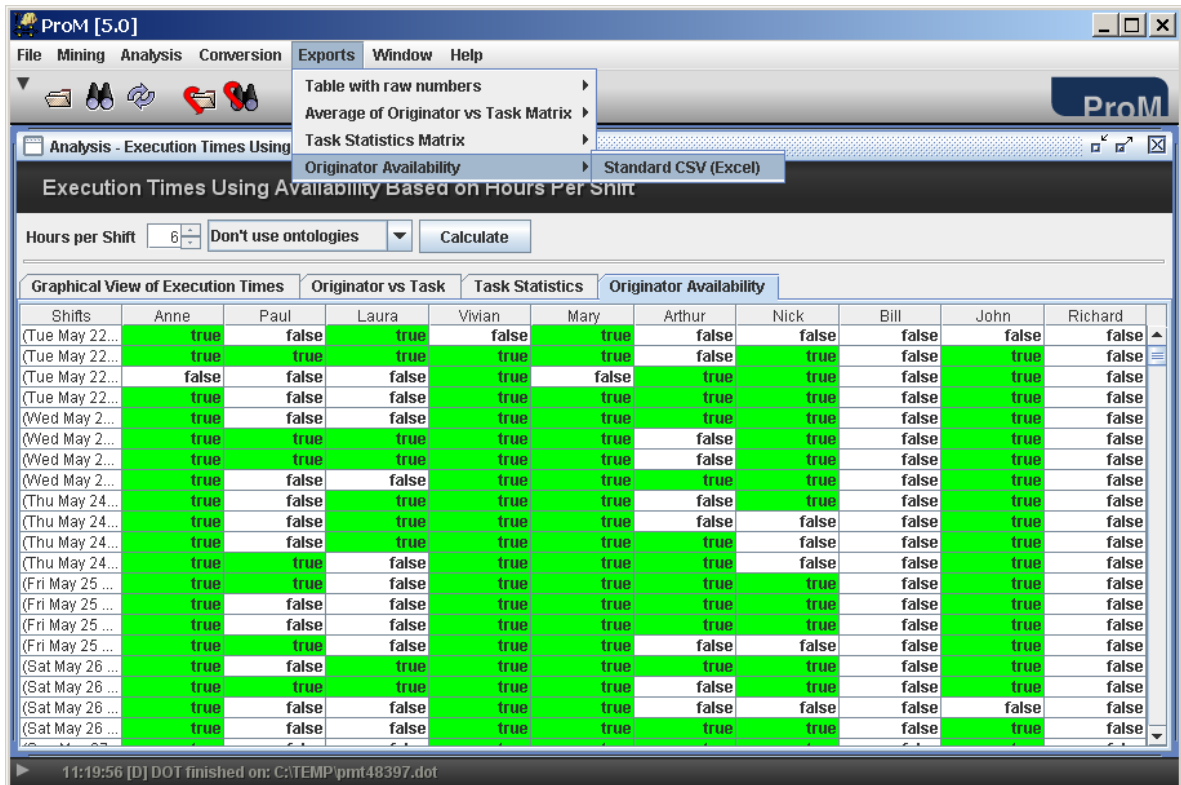 ProM [5.0]
File Mining Analysis Conversion Exports Window Help
Table with raw numbers
Average of Originator vs Task Matrix
Task Statistics Matrix
Originator Availability
Standard CSV (Excel)
ProM
Analysis - Execution Times Using
Execution Times Using Availability Based on Hours Per Shift
Hours per Shift 6 Don't use ontologies Calculate
Graphical View of Execution Times Originator vs Task Task Statistics Originator Availability
Shifts Anne Paul Laura Vivian Mary Arthur Nick Bill John Richard
(Tue May 22... true false true false true false false false false false
(Tue May 22... true true true true true false true false true false
(Tue May 22... false false false true false true true false true false
(Tue May 22... true false false true true true true false true false
(Wed May 2... true false false true true true true false true false
(Wed May 2... true true true true true false true false true false
(Wed May 2... true true true true true false true false true false
(Wed May 2... true false false true true true true false true false
(Thu May 24... true false true true true false true false true false
(Thu May 24... true false true true true false false false true false
(Thu May 24... true false true true true true false false true false
(Thu May 24... true true false true true true false false true false
(Fri May 25 ... true true false true true true true false true false
(Fri May 25 ... true false false true true true true false true false
(Fri May 25 ... true false false true true true true false true false
(Fri May 25 ... true true false true true false false false true false
(Sat May 26 ... true false true true true true true false true false
(Sat May 26 ... true true true true true false true false true false
(Sat May 26 ... true false false true true false false false false false
(Sat May 26 ... true false false true true true true false true false
11:19:56 [D] DOT finished on: C:\TEMP\pmt48397.dot